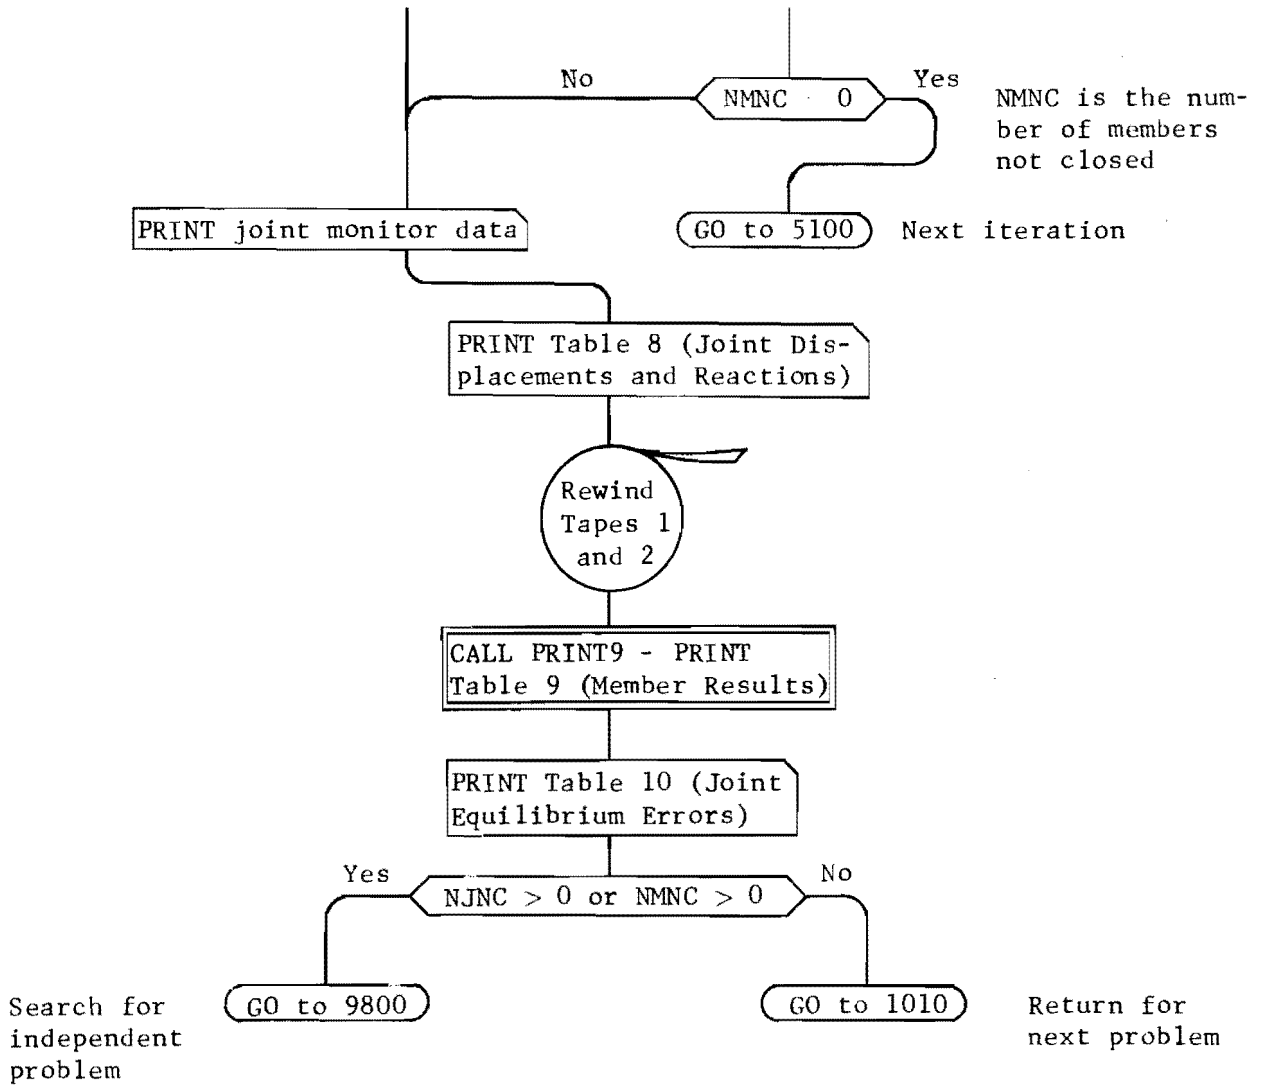 No
Yes
NMNC 0
NMNC is the num-
ber of members
not closed
PRINT joint monitor data
GO to 5100
Next iteration
PRINT Table 8 (Joint Dis-
placements and Reactions)
Rewind
Tapes 1
and 2
CALL PRINT9 - PRINT
Table 9 (Member Results)
PRINT Table 10 (Joint
Equilibrium Errors)
Yes
No
NJNC > 0 or NMNC > 0
Search for
independent
problem
GO to 9800
GO to 1010
Return for
next problem